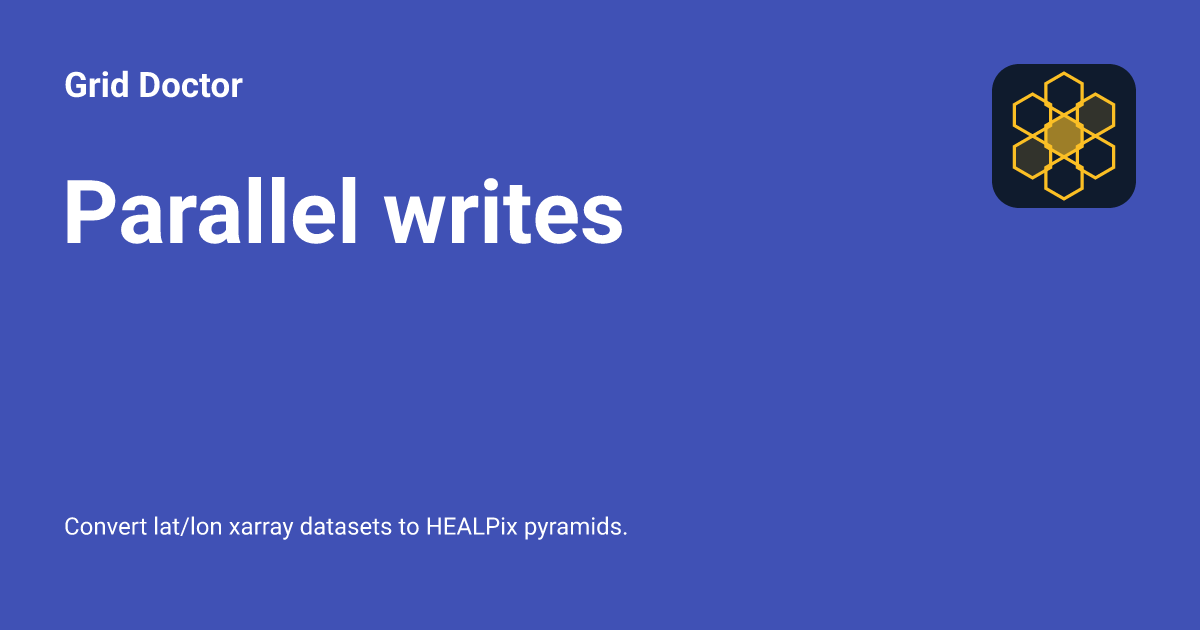 Grid Doctor
Parallel writes
Convert lat/lon xarray datasets to HEALPix pyramids.